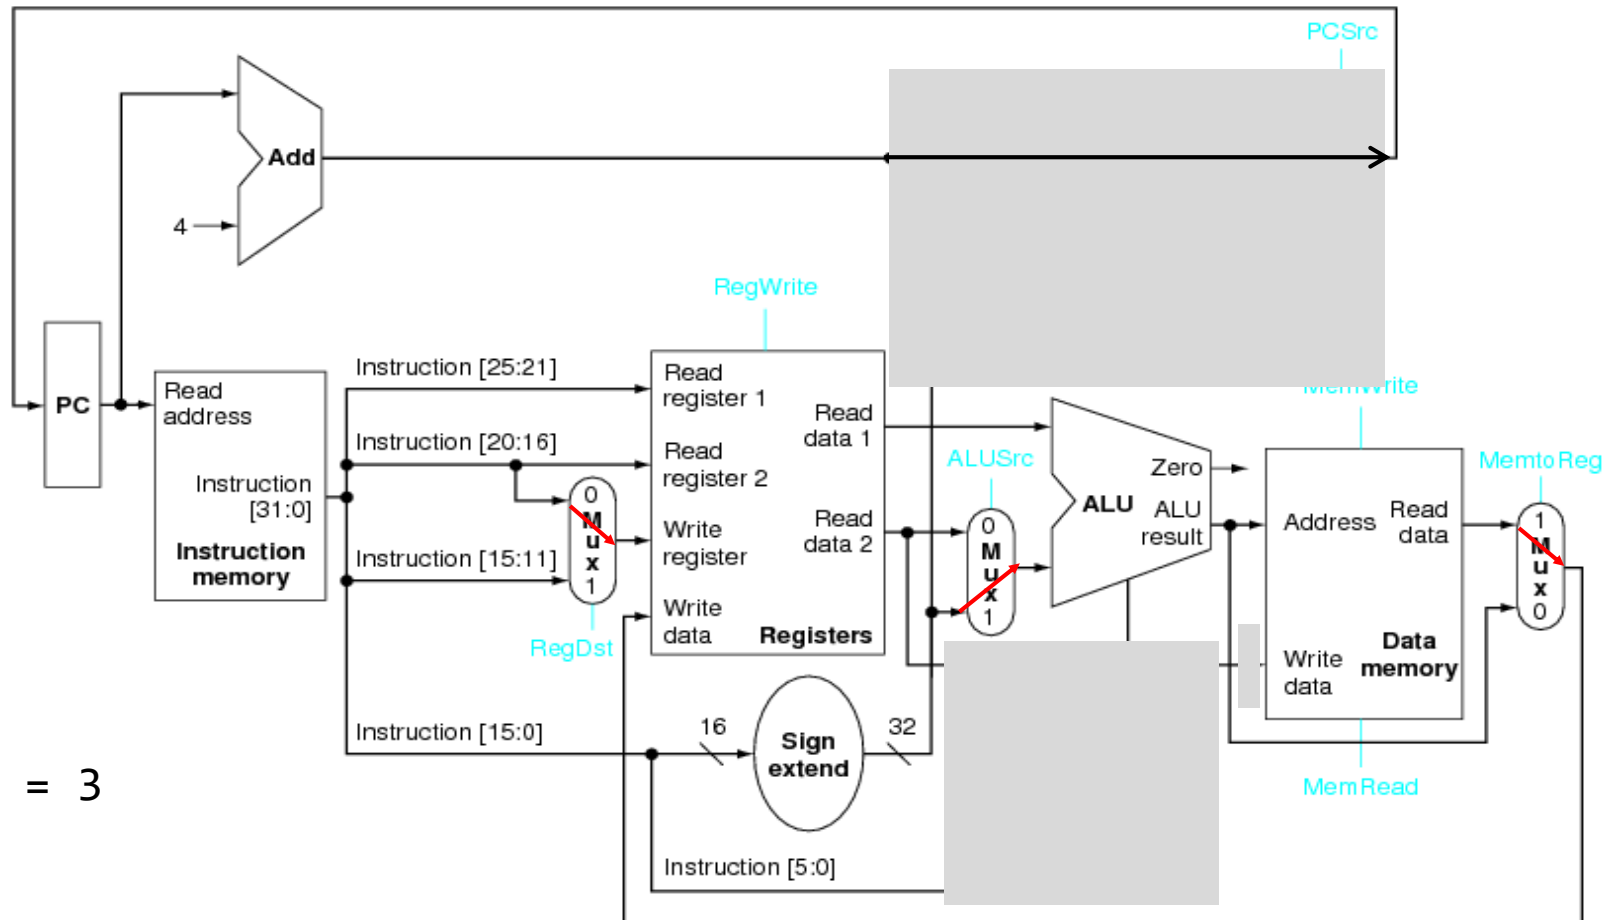 PCSrc
Add
4
RegWrite
PC
Read
address
Instruction
[31:0]
Instruction
memory
Instruction [25:21]
Instruction [20:16]
Instruction [15:11]
Instruction [15:0]
0
M
u
x
1
RegDst
Read
register 1
Read
register 2
Write
register
Write
data
Read
data 1
Read
data 2
Registers
ALUSrc
0
M
u
x
1
ALU
Zero
ALU
result
MemWrite
Address
Read
data
Write
data
Data
memory
MemRead
MemtoReg
1
M
u
x
0
16
Sign
extend
32
Instruction [5:0]
= 3